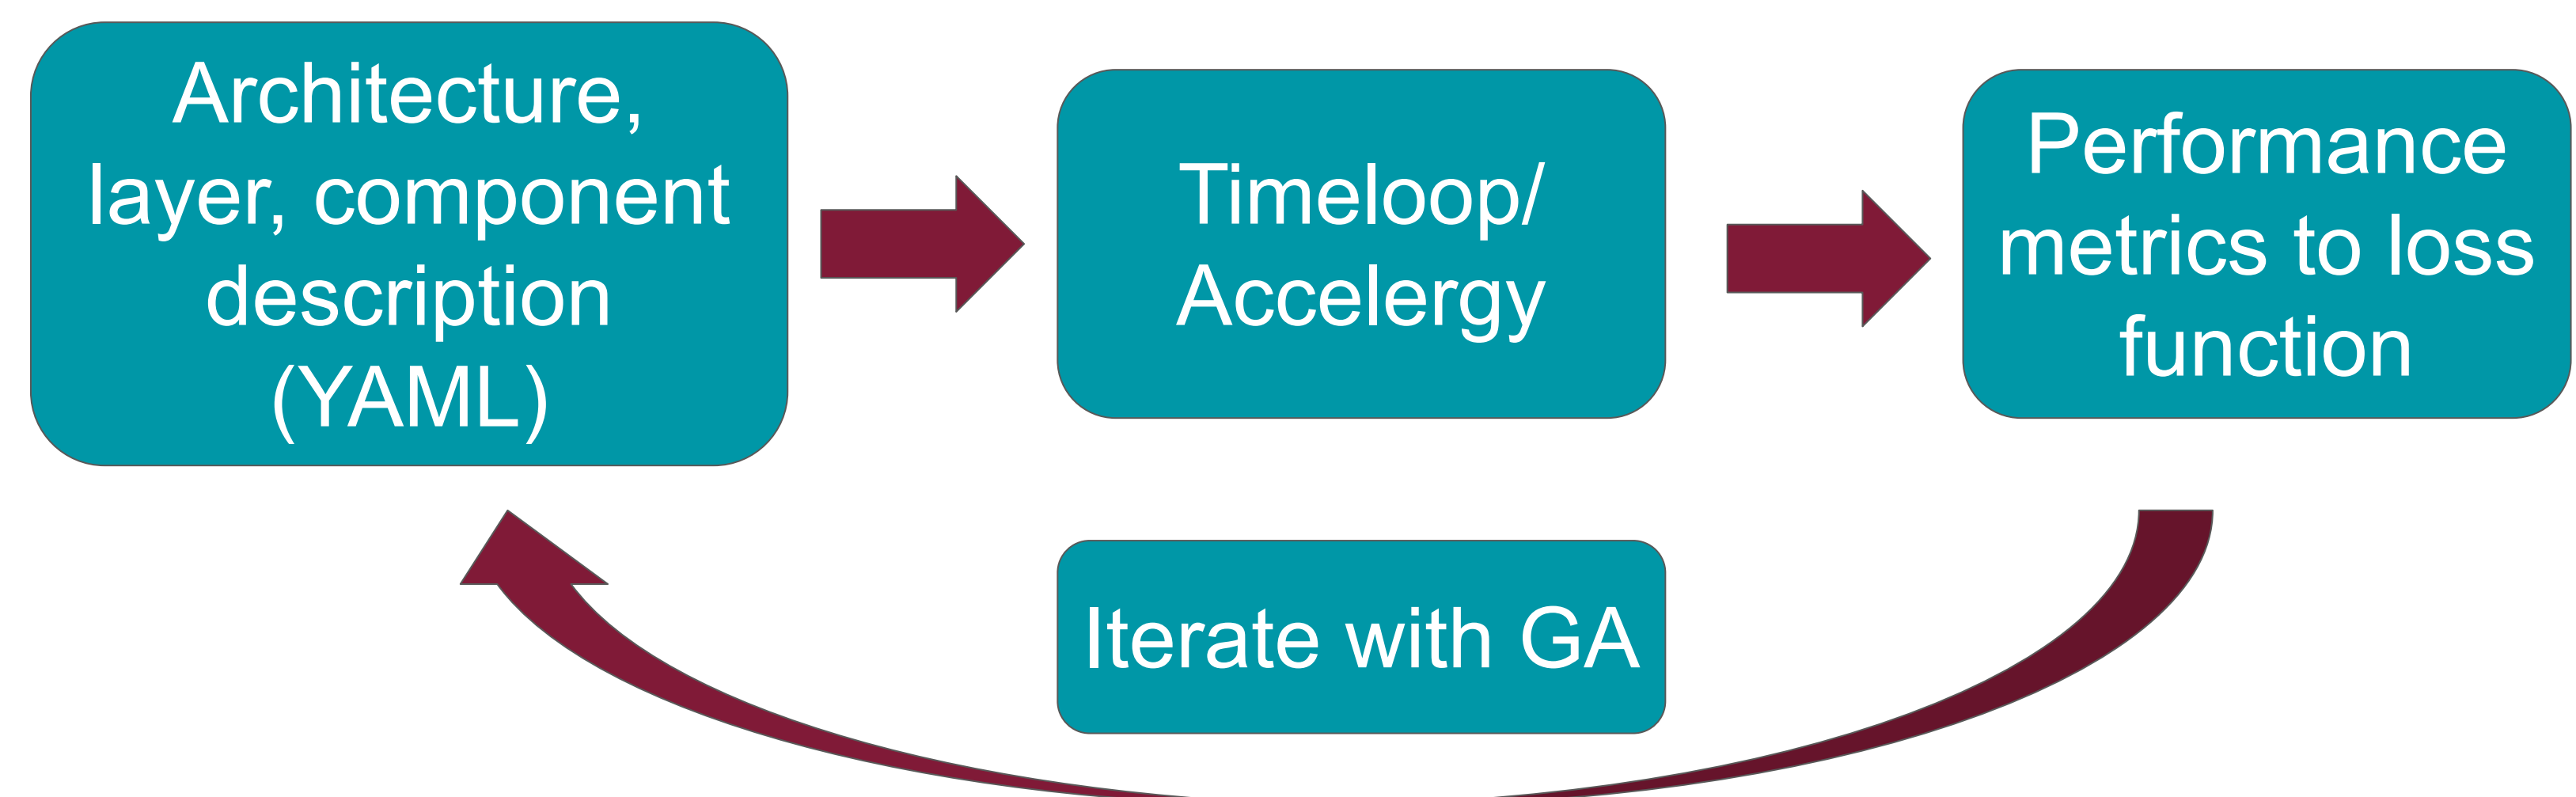 Architecture,
layer, component
description
(YAML)
Timeloop/
Accelergy
Performance
metrics to loss
function
Iterate with GA